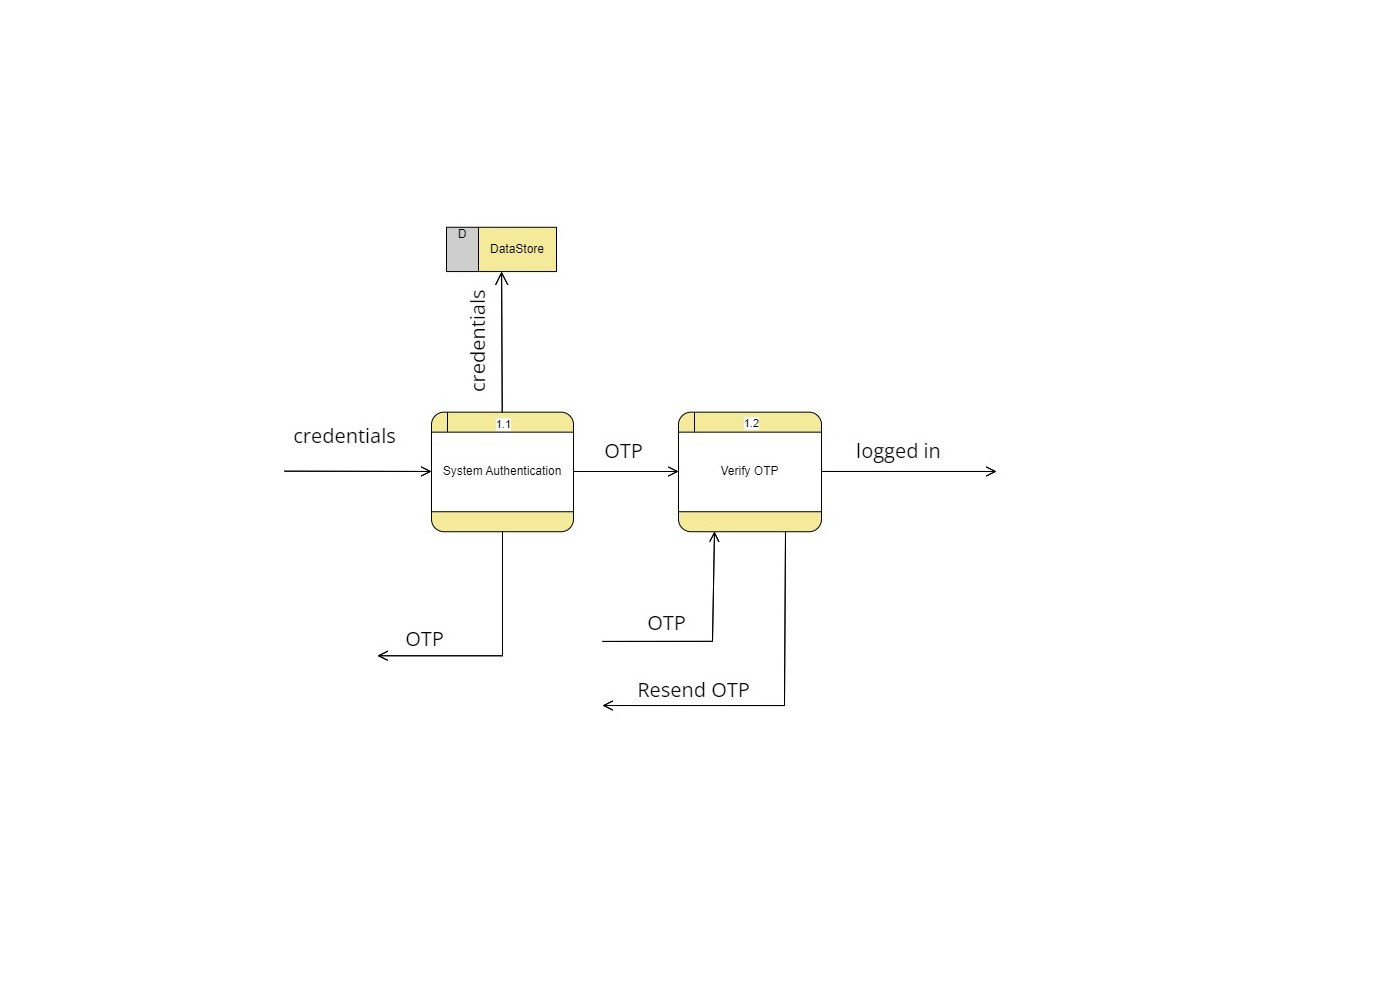 D
DataStore
credentials
credentials
1.1
System Authentication
OTP
1.2
Verify OTP
logged in
OTP
OTP
Resend OTP